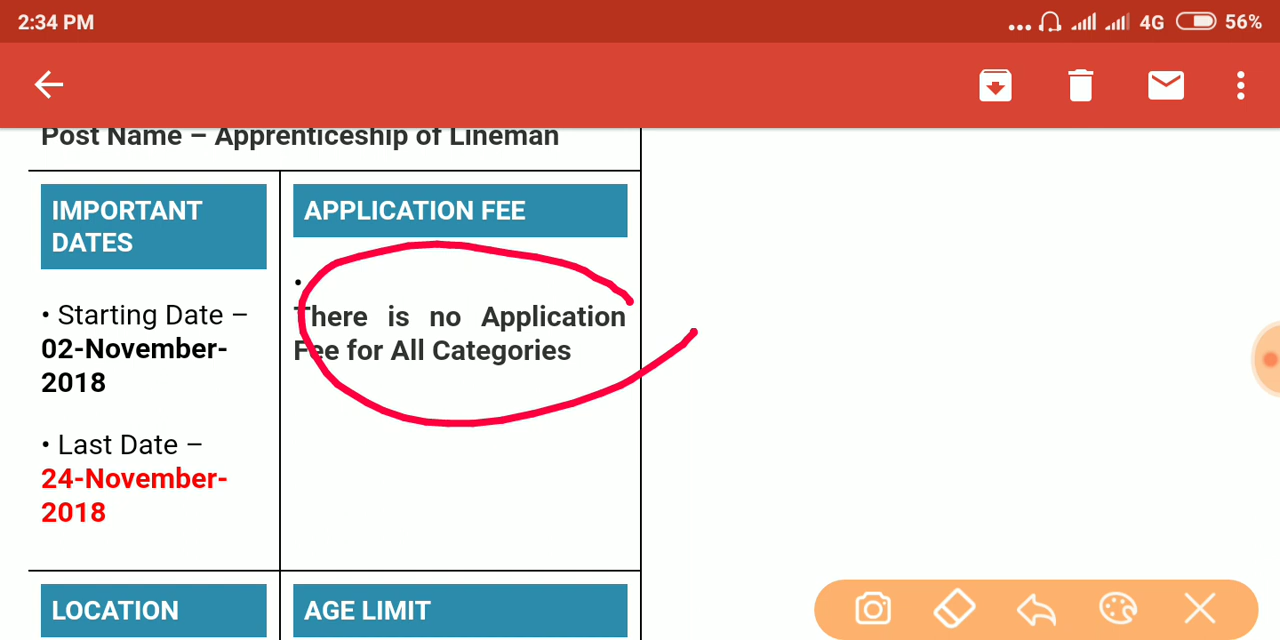 2:34 PM
4G
56%
Post Name – Apprenticeship of Lineman
IMPORTANT
DATES
• Starting Date –
02-November-
2018
• Last Date –
24-November-
2018
APPLICATION FEE
•
There is no Application
Fee for All Categories
LOCATION
AGE LIMIT